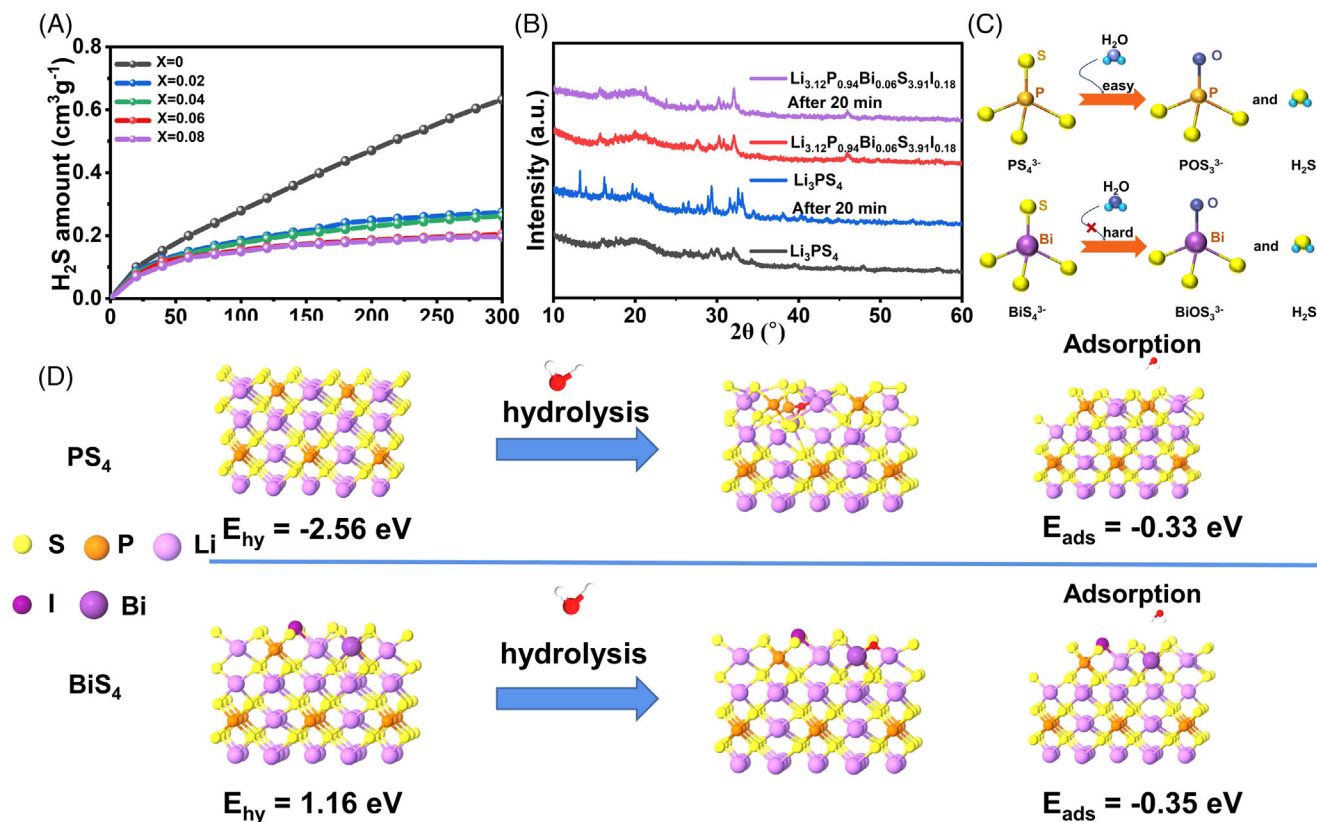 (A)
H₂S amount (cm³g⁻¹)
0.8
0.6
0.4
0.2
0.0
X=0
X=0.02
X=0.04
X=0.06
X=0.08
0 50 100 150 200 250 300
(B)
Intensity (a.u.)
Li₃.₁₂P₀.₉₄Bi₀.₀₆S₃.₉₁I₀.₁₈
After 20 min
Li₃.₁₂P₀.₉₄Bi₀.₀₆S₃.₉₁I₀.₁₈
Li₃PS₄
After 20 min
Li₃PS₄
10 20 30 40 50 60
2θ (°)
(C)
S
H₂O
O
P
easy
P
and
PS₄³⁻
POS₃³⁻
H₂S
S
H₂O
O
Bi
hard
Bi
and
BiS₄³⁻
BiOS₃³⁻
H₂S
(D)
hydrolysis
Adsorption
PS₄
E_hy = -2.56 eV
E_ads = -0.33 eV
S P Li
I Bi
hydrolysis
Adsorption
BiS₄
E_hy = 1.16 eV
E_ads = -0.35 eV